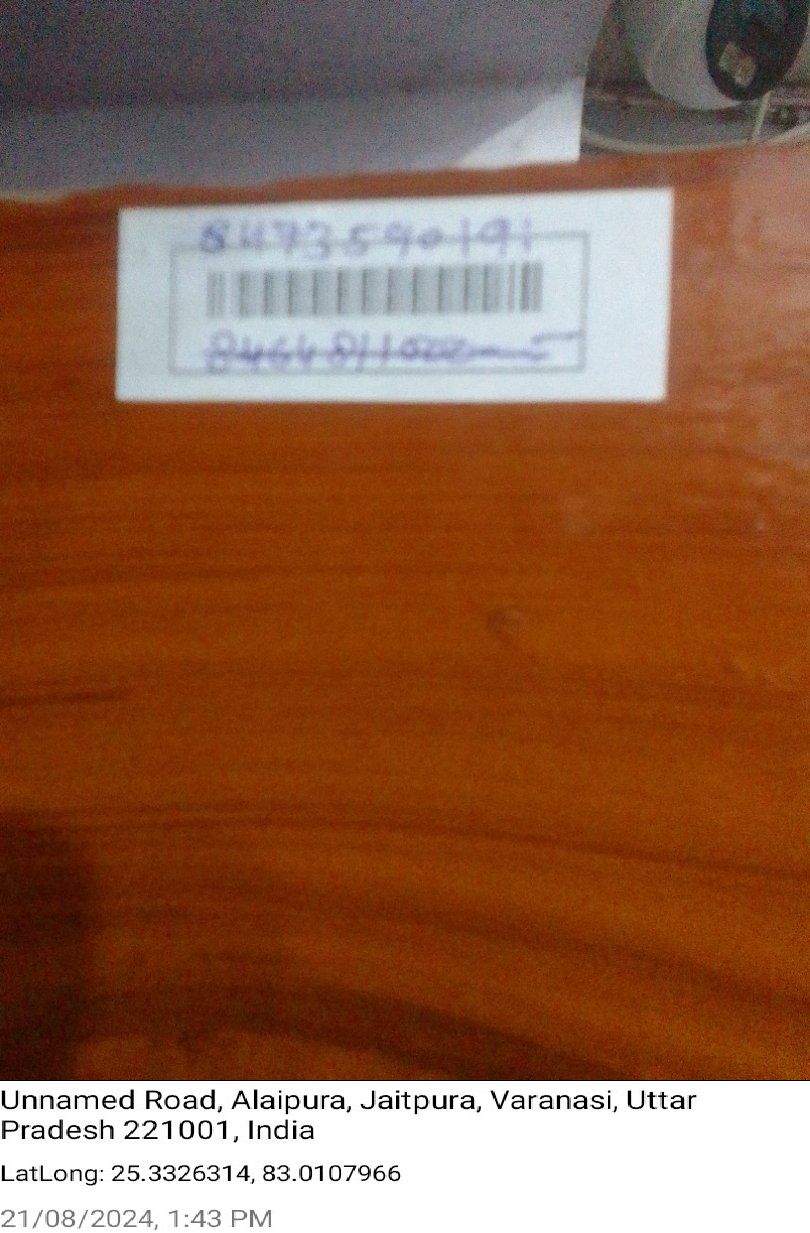 8473590191
Unnamed Road, Alaipura, Jaitpura, Varanasi, Uttar
Pradesh 221001, India
LatLong: 25.3326314, 83.0107966
21/08/2024, 1:43 PM